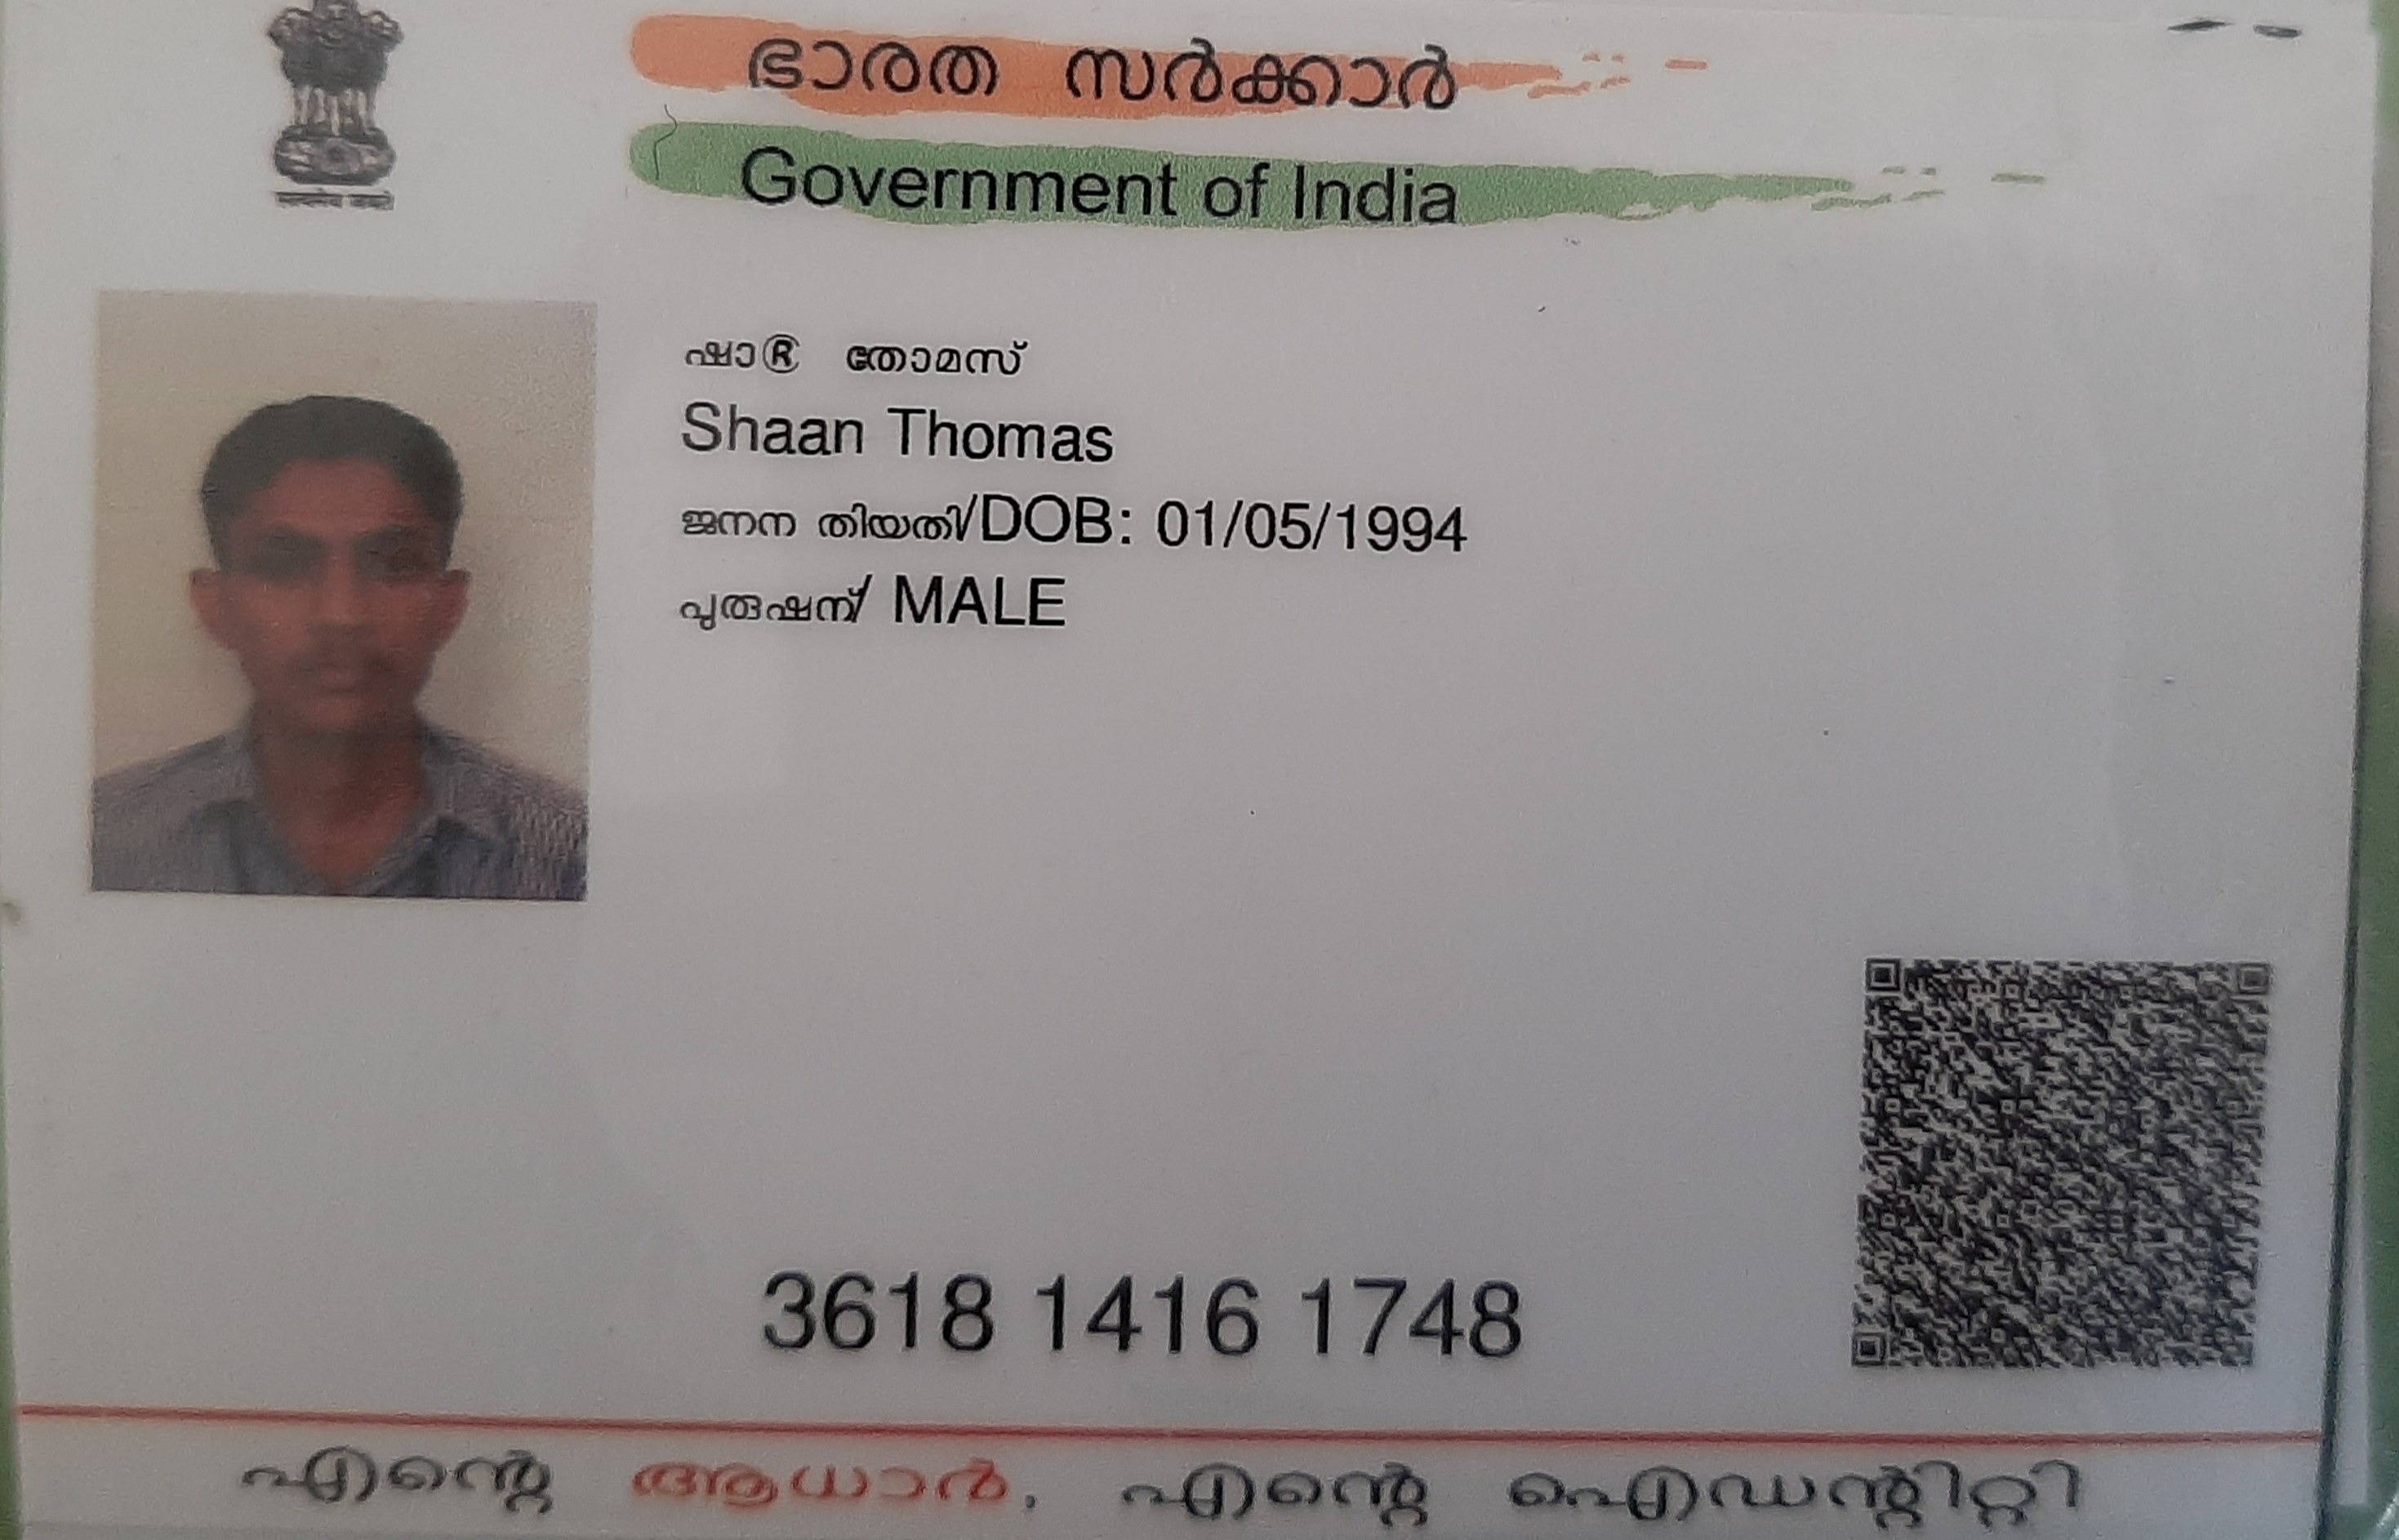 ഭാരത സർക്കാർ
Government of India
ഷാ® തോമസ്
Shaan Thomas
ജനന തിയതി/DOB: 01/05/1994
പുരുഷന്/ MALE
3618 1416 1748
എന്റെ ആധാർ, എന്റെ ഐഡന്റിറ്റി